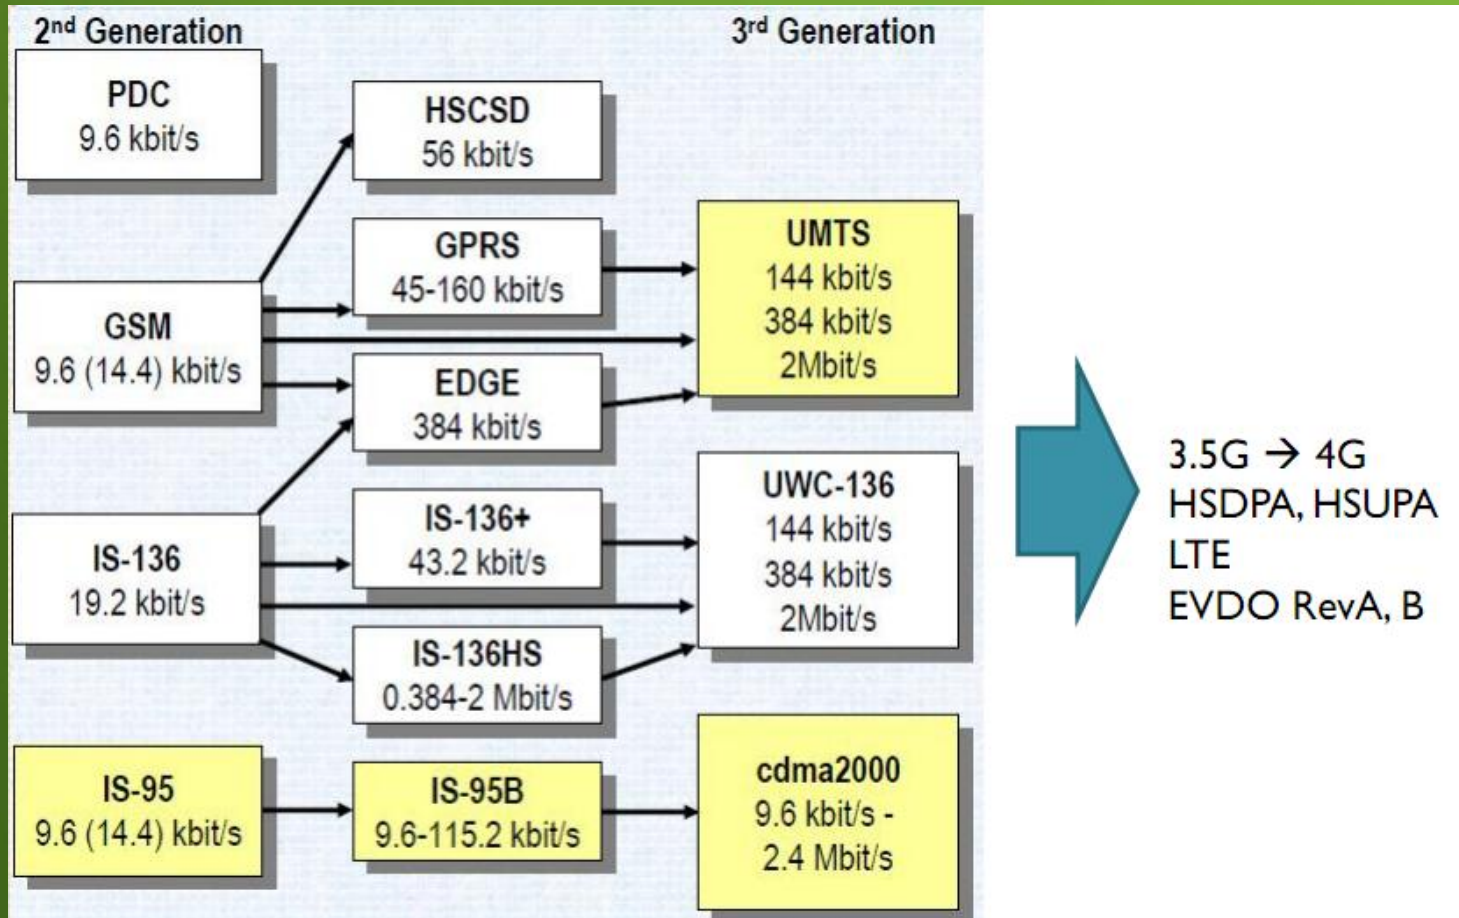 2nd Generation
3rd Generation
PDC
9.6 kbit/s
HSCSD
56 kbit/s
GPRS
45-160 kbit/s
UMTS
144 kbit/s
384 kbit/s
2Mbit/s
GSM
9.6 (14.4) kbit/s
EDGE
384 kbit/s
UWC-136
144 kbit/s
384 kbit/s
2Mbit/s
IS-136
19.2 kbit/s
IS-136+
43.2 kbit/s
IS-136HS
0.384-2 Mbit/s
IS-95
9.6 (14.4) kbit/s
IS-95B
9.6-115.2 kbit/s
cdma2000
9.6 kbit/s -
2.4 Mbit/s
3.5G → 4G
HSDPA, HSUPA
LTE
EVDO RevA, B